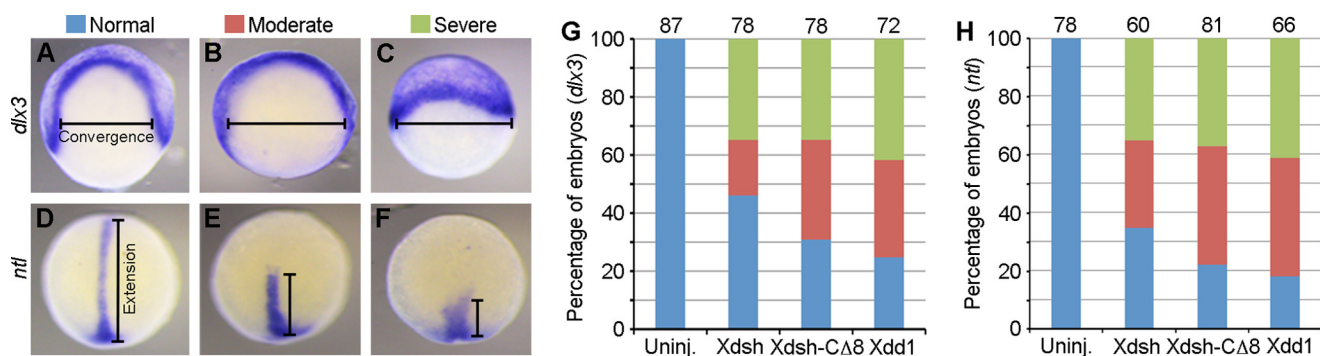 Normal Moderate Severe
A B C
dlx3
Convergence
D E F
ntl
Extension
G
87 78 78 72
Percentage of embryos (dlx3)
100
80
60
40
20
0
Uninj. Xdsh Xdsh-CΔ8 Xdd1
H
78 60 81 66
Percentage of embryos (ntl)
100
80
60
40
20
0
Uninj. Xdsh Xdsh-CΔ8 Xdd1